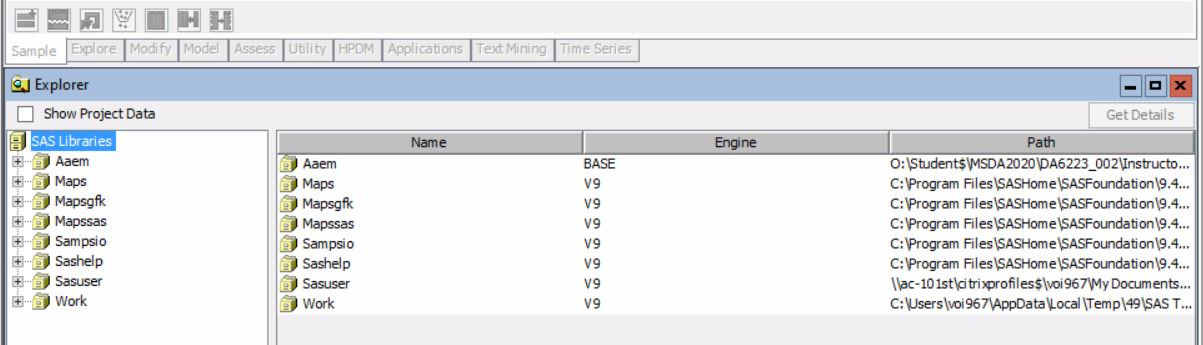 Sample Explore Modify Model Assess Utility HPDM Applications Text Mining Time Series
Explorer
Show Project Data Get Details
SAS Libraries
Aaem
Maps
Mapsgfk
Mapssas
Sampsio
Sashelp
Sasuser
Work
Name Engine Path
Aaem BASE O:\Student$\MSDA2020\DA6223_002\Instructo...
Maps V9 C:\Program Files\SASHome\SASFoundation\9.4...
Mapsgfk V9 C:\Program Files\SASHome\SASFoundation\9.4...
Mapssas V9 C:\Program Files\SASHome\SASFoundation\9.4...
Sampsio V9 C:\Program Files\SASHome\SASFoundation\9.4...
Sashelp V9 C:\Program Files\SASHome\SASFoundation\9.4...
Sasuser V9 \\ac-101st\citrixprofiles$\voi967\My Documents...
Work V9 C:\Users\voi967\AppData\Local\Temp\49\SAS T...